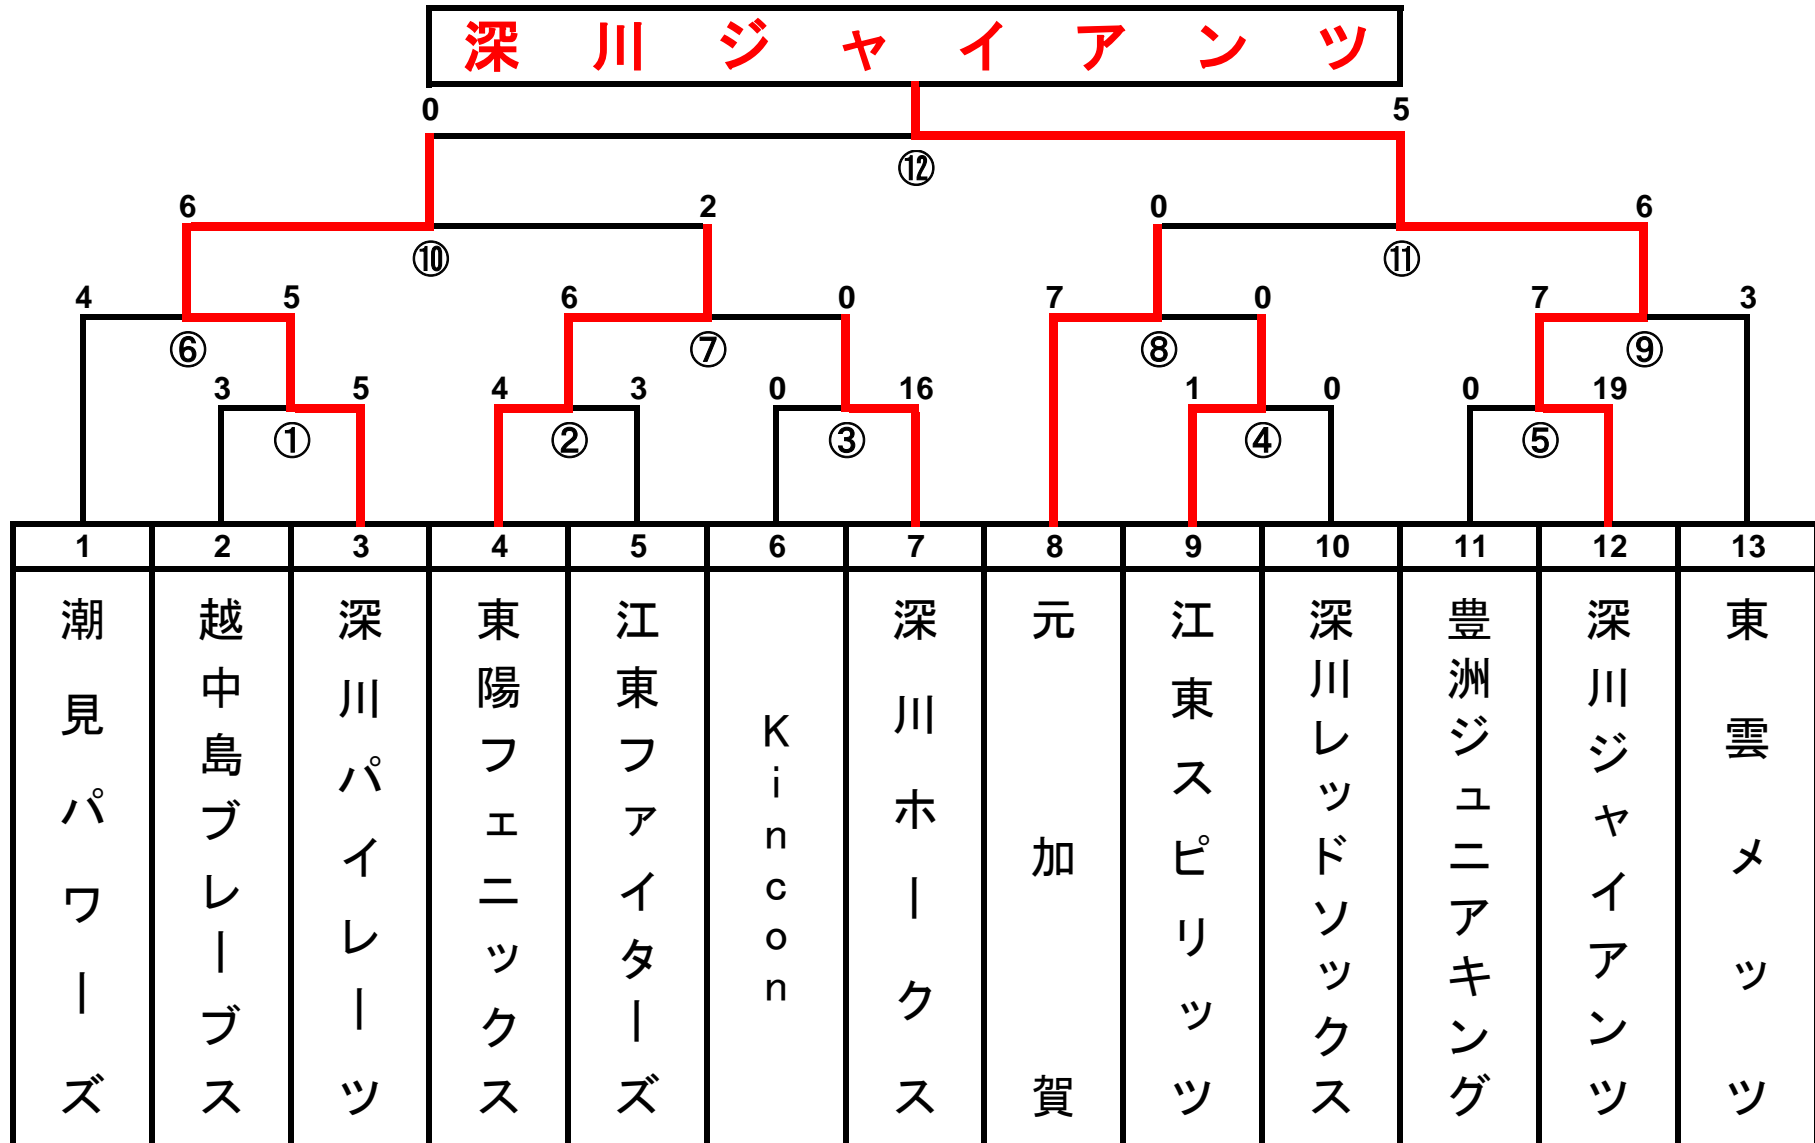 深川ジャイアンツ
0 5
⑫
6 2 0 6
⑩ ⑪
4 5 6 0 7 0 7 3
⑥ ⑦ ⑧ ⑨
3 5 4 3 0 16 1 0 0 19
① ② ③ ④ ⑤
1 2 3 4 5 6 7 8 9 10 11 12 13
潮見パワーズ
越中島ブレーブス
深川パイレーツ
東陽フェニックス
江東ファイターズ
Kincon
深川ホークス
元加賀
江東スピリッツ
深川レッドソックス
豊洲ジュニアキング
深川ジャイアンツ
東雲メッツ